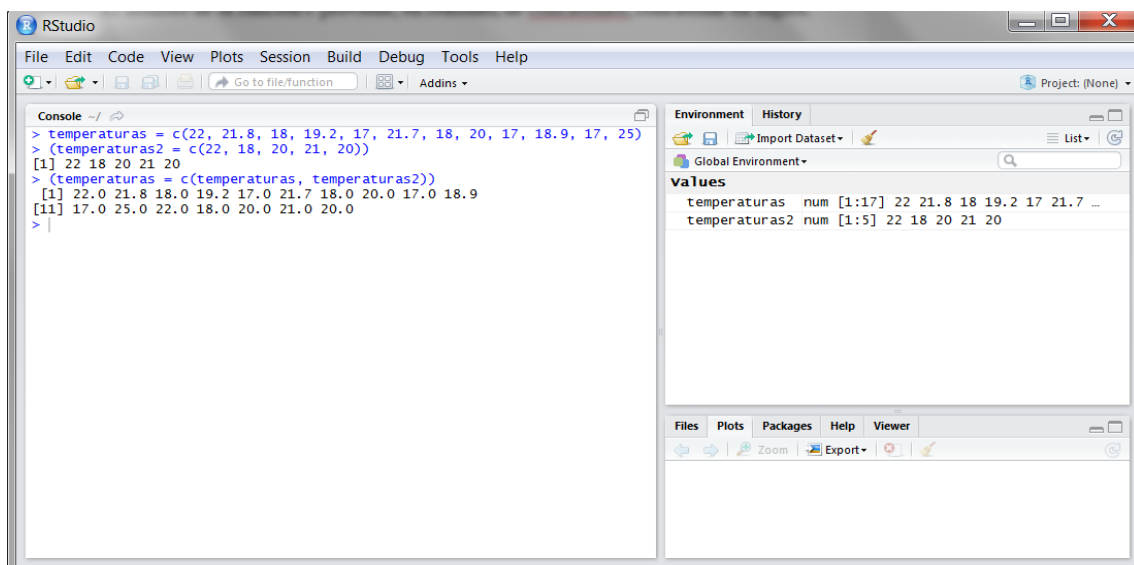 RStudio
File Edit Code View Plots Session Build Debug Tools Help
Go to file/function Addins
Project: (None)
Console ~/
> temperaturas = c(22, 21.8, 18, 19.2, 17, 21.7, 18, 20, 17, 18.9, 17, 25)
> (temperaturas2 = c(22, 18, 20, 21, 20))
[1] 22 18 20 21 20
> (temperaturas = c(temperaturas, temperaturas2))
[1] 22.0 21.8 18.0 19.2 17.0 21.7 18.0 20.0 17.0 18.9
[11] 17.0 25.0 22.0 18.0 20.0 21.0 20.0
>
Environment History
Import Dataset List
Global Environment
Values
temperaturas num [1:17] 22 21.8 18 19.2 17 21.7 …
temperaturas2 num [1:5] 22 18 20 21 20
Files Plots Packages Help Viewer
Zoom Export